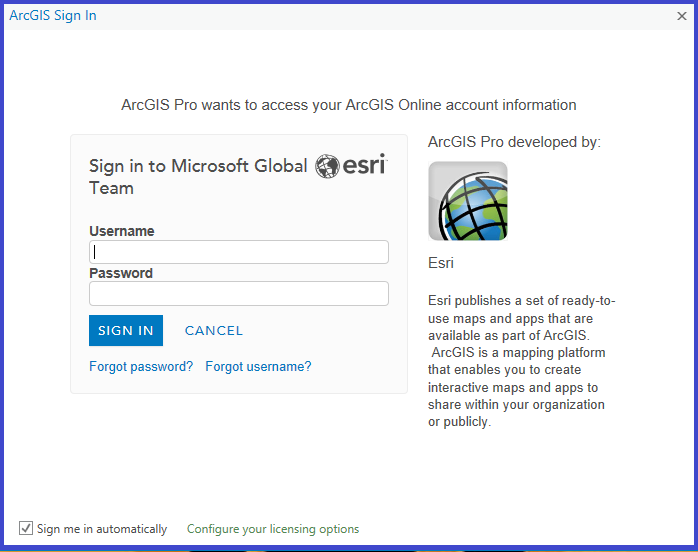 ArcGIS Sign In
ArcGIS Pro wants to access your ArcGIS Online account information
Sign in to Microsoft Global
Team
esri
Username
Password
SIGN IN
CANCEL
Forgot password?
Forgot username?
ArcGIS Pro developed by:
Esri
Esri publishes a set of ready-to-
use maps and apps that are
available as part of ArcGIS.
ArcGIS is a mapping platform
that enables you to create
interactive maps and apps to
share within your organization
or publicly.
Sign me in automatically
Configure your licensing options